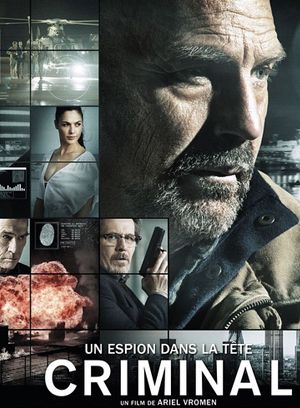 UN ESPION DANS LA TÊTE
CRIMINAL
UN FILM DE ARIEL VROMEN